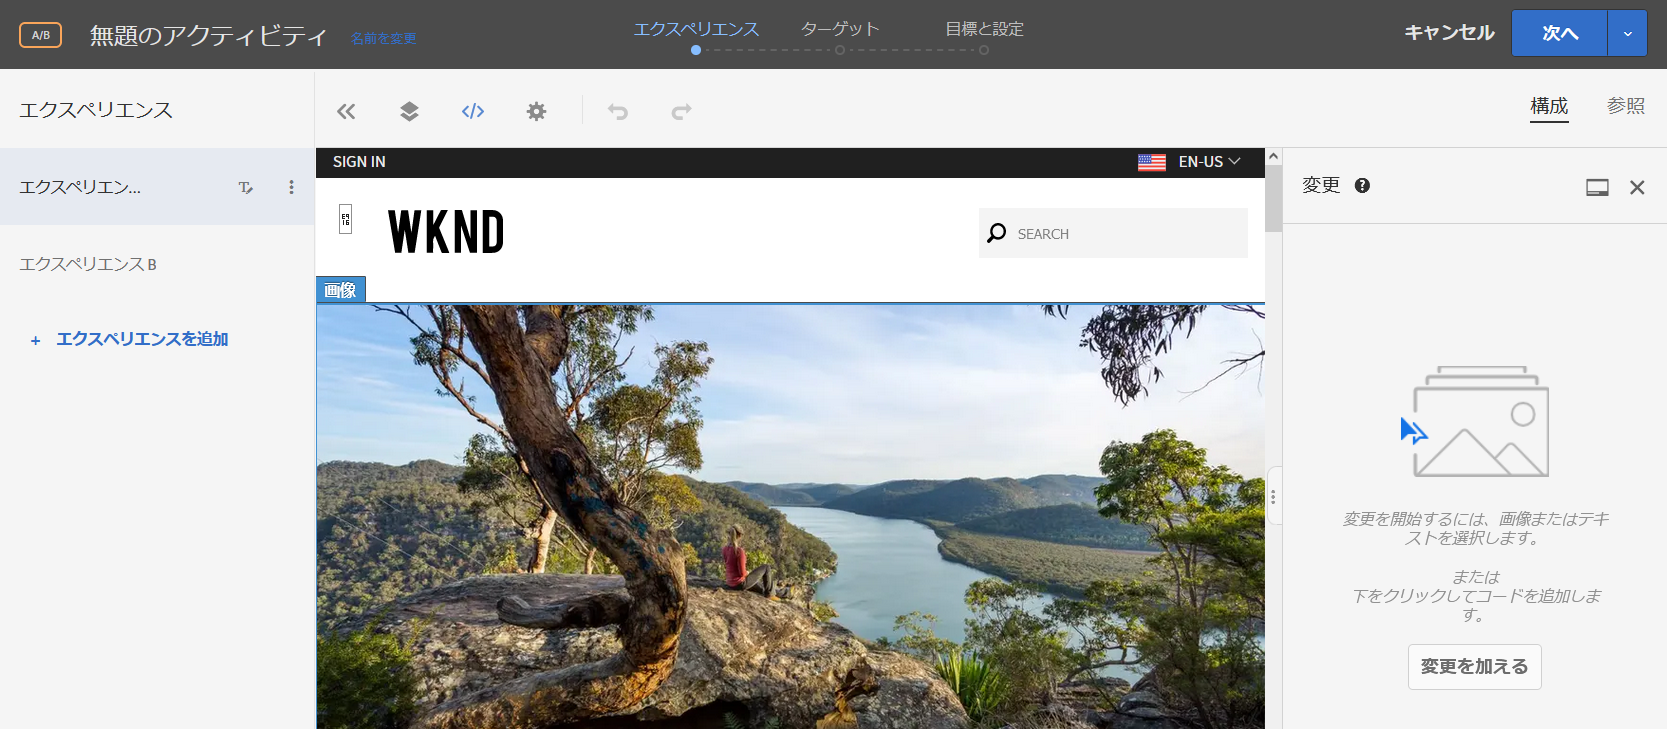 A/B
無題のアクティビティ
名前を変更
エクスペリエンス
ターゲット
目標と設定
キャンセル
次へ
エクスペリエンス
構成
参照
エクスペリエン...
エクスペリエンス B
+ エクスペリエンスを追加
SIGN IN
EN-US
WKND
SEARCH
画像
変更
変更を開始するには、画像またはテキ
ストを選択します。
または
下をクリックしてコードを追加しま
す。
変更を加える